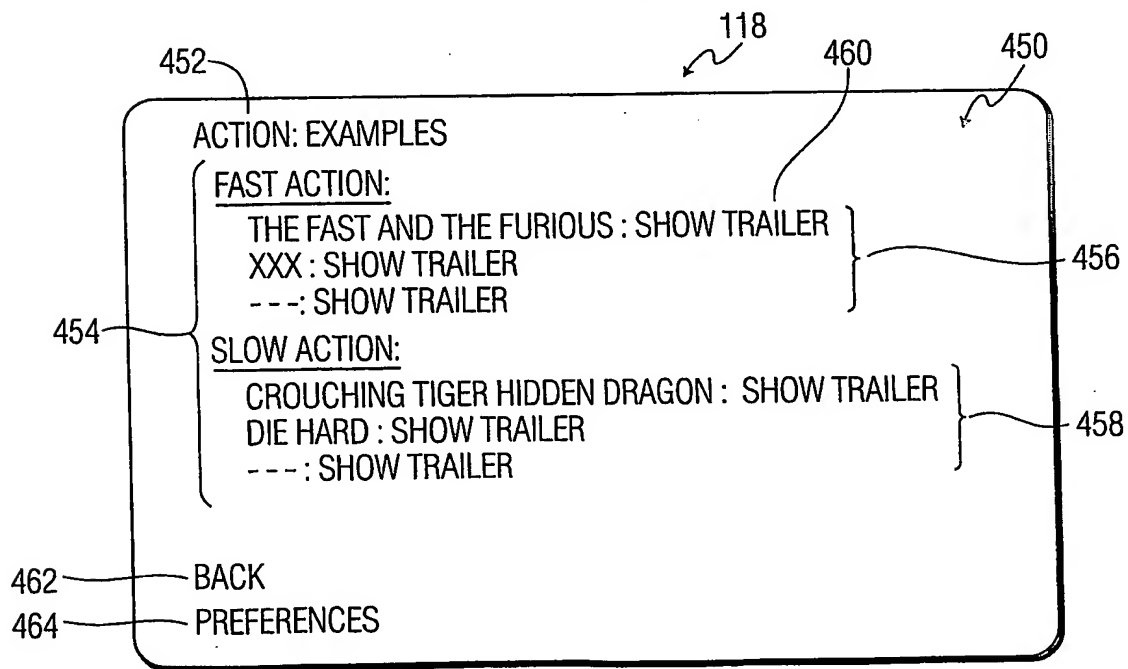 118
452
460
450
ACTION: EXAMPLES
FAST ACTION:
THE FAST AND THE FURIOUS : SHOW TRAILER
XXX : SHOW TRAILER
---: SHOW TRAILER
456
454
SLOW ACTION:
CROUCHING TIGER HIDDEN DRAGON : SHOW TRAILER
DIE HARD : SHOW TRAILER
---: SHOW TRAILER
458
462 BACK
464 PREFERENCES